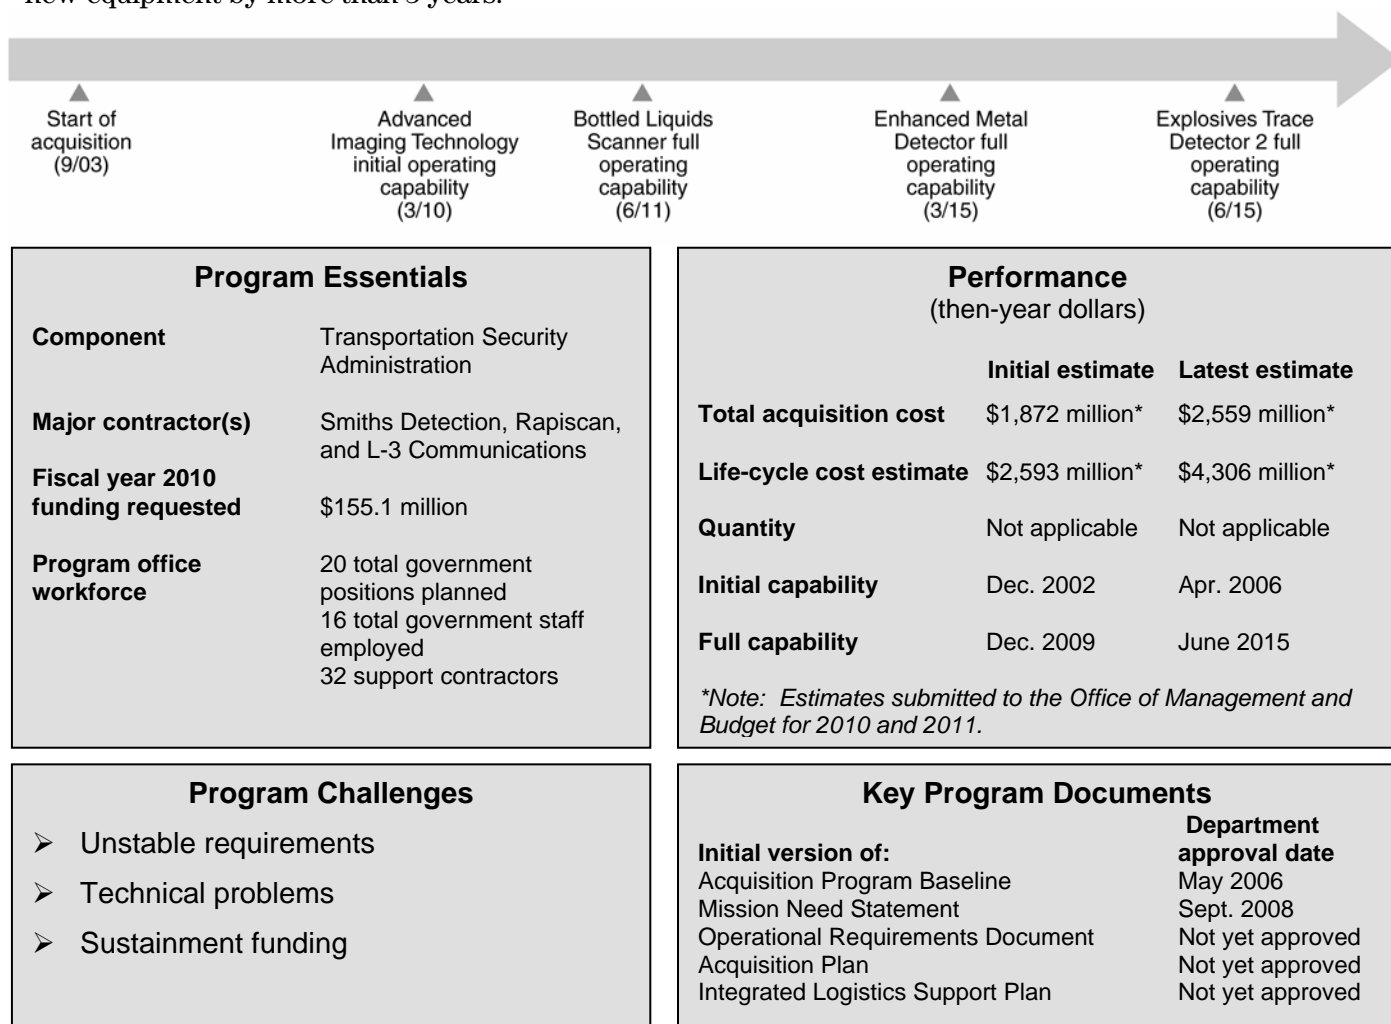 new equipment by more than 5 years.
Start of
acquisition
(9/03)
Advanced
Imaging Technology
initial operating
capability
(3/10)
Bottled Liquids
Scanner full
operating
capability
(6/11)
Enhanced Metal
Detector full
operating
capability
(3/15)
Explosives Trace
Detector 2 full
operating
capability
(6/15)
Program Essentials
Component
Transportation Security
Administration
Major contractor(s)
Smiths Detection, Rapiscan,
and L-3 Communications
Fiscal year 2010
funding requested
$155.1 million
Program office
workforce
20 total government
positions planned
16 total government staff
employed
32 support contractors
Performance
(then-year dollars)
Initial estimate Latest estimate
Total acquisition cost $1,872 million* $2,559 million*
Life-cycle cost estimate $2,593 million* $4,306 million*
Quantity Not applicable Not applicable
Initial capability Dec. 2002 Apr. 2006
Full capability Dec. 2009 June 2015
*Note: Estimates submitted to the Office of Management and
Budget for 2010 and 2011.
Program Challenges
➢ Unstable requirements
➢ Technical problems
➢ Sustainment funding
Key Program Documents
Department
Initial version of: approval date
Acquisition Program Baseline May 2006
Mission Need Statement Sept. 2008
Operational Requirements Document Not yet approved
Acquisition Plan Not yet approved
Integrated Logistics Support Plan Not yet approved